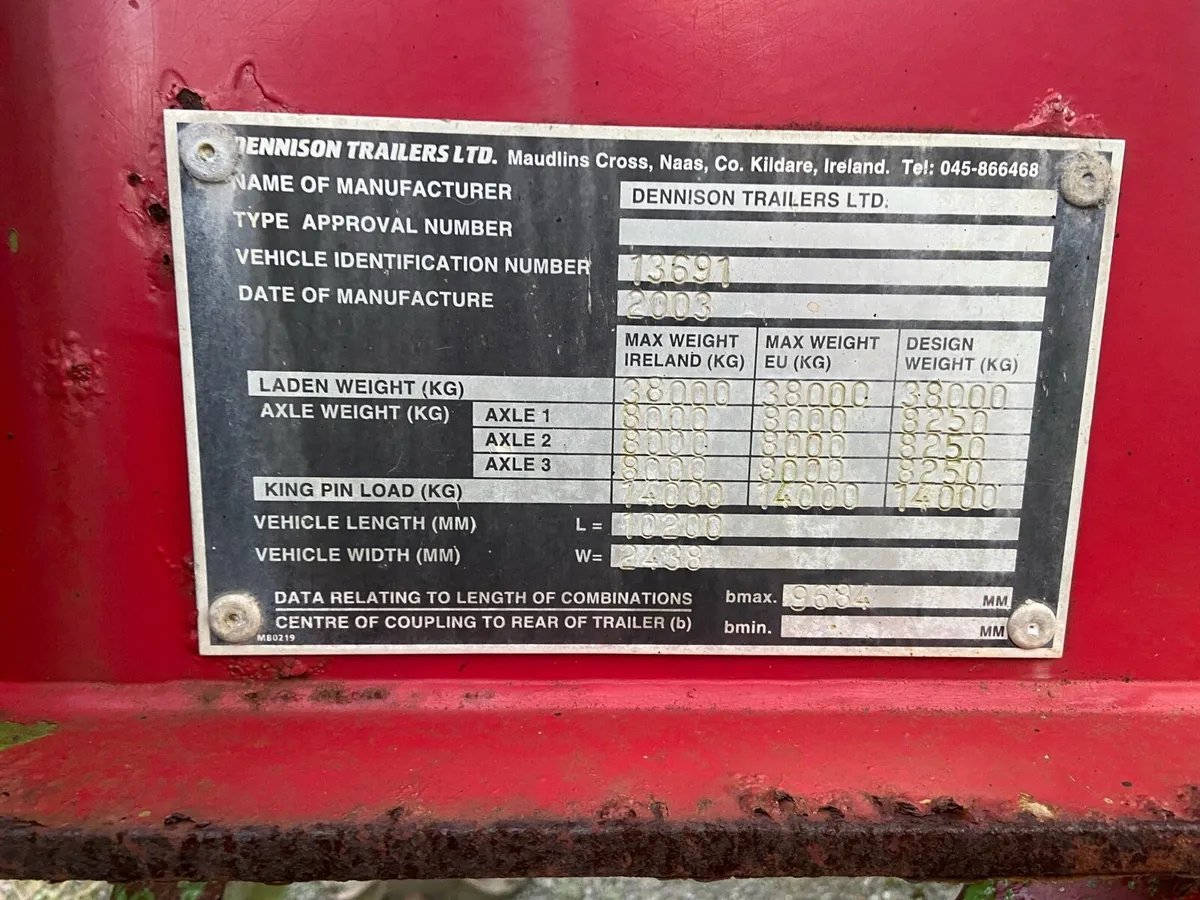 DENNISON TRAILERS LTD. Maudlins Cross, Naas, Co. Kildare, Ireland. Tel: 045-866468
NAME OF MANUFACTURER DENNISON TRAILERS LTD.
TYPE APPROVAL NUMBER
VEHICLE IDENTIFICATION NUMBER 13691
DATE OF MANUFACTURE 2003
MAX WEIGHT IRELAND (KG) MAX WEIGHT EU (KG) DESIGN WEIGHT (KG)
LADEN WEIGHT (KG) 38000 38000 38000
AXLE WEIGHT (KG) AXLE 1 8000 8000 8250
AXLE 2 8000 8000 8250
AXLE 3 8000 8000 8250
KING PIN LOAD (KG) 14000 14000 14000
VEHICLE LENGTH (MM) L = 10200
VEHICLE WIDTH (MM) W= 2438
DATA RELATING TO LENGTH OF COMBINATIONS bmax. 9684 MM
CENTRE OF COUPLING TO REAR OF TRAILER (b) bmin. MM
MB0219